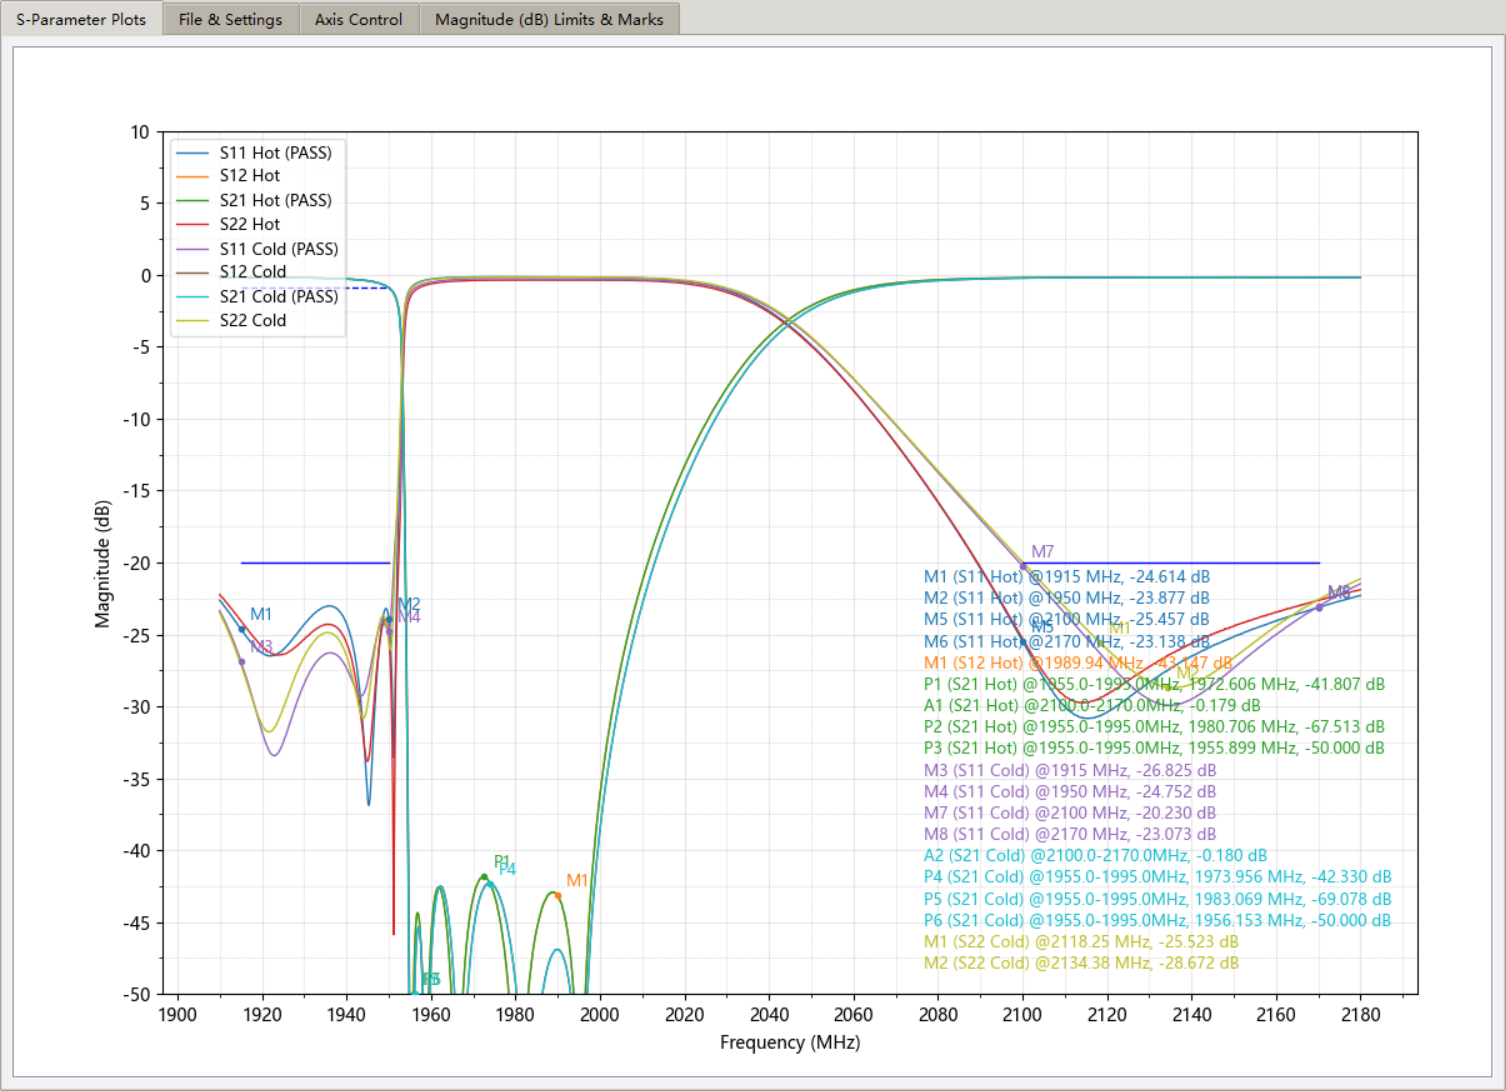 S-Parameter Plots
File & Settings
Axis Control
Magnitude (dB) Limits & Marks
10
5
0
-5
-10
-15
-20
-25
-30
-35
-40
-45
-50
Magnitude (dB)
S11 Hot (PASS)
S12 Hot
S21 Hot (PASS)
S22 Hot
S11 Cold (PASS)
S12 Cold
S21 Cold (PASS)
S22 Cold
M1
M3
M2
M4
P1
P4
M1
M7
M5
M1
M2
M8
M1 (S11 Hot) @1915 MHz, -24.614 dB
M2 (S11 Hot) @1950 MHz, -23.877 dB
M5 (S11 Hot) @2100 MHz, -25.457 dB
M6 (S11 Hot) @2170 MHz, -23.138 dB
M1 (S12 Hot) @1989.94 MHz, -43.147 dB
P1 (S21 Hot) @1955.0-1995.0MHz, 1972.606 MHz, -41.807 dB
A1 (S21 Hot) @2100.0-2170.0MHz, -0.179 dB
P2 (S21 Hot) @1955.0-1995.0MHz, 1980.706 MHz, -67.513 dB
P3 (S21 Hot) @1955.0-1995.0MHz, 1955.899 MHz, -50.000 dB
M3 (S11 Cold) @1915 MHz, -26.825 dB
M4 (S11 Cold) @1950 MHz, -24.752 dB
M7 (S11 Cold) @2100 MHz, -20.230 dB
M8 (S11 Cold) @2170 MHz, -23.073 dB
A2 (S21 Cold) @2100.0-2170.0MHz, -0.180 dB
P4 (S21 Cold) @1955.0-1995.0MHz, 1973.956 MHz, -42.330 dB
P5 (S21 Cold) @1955.0-1995.0MHz, 1983.069 MHz, -69.078 dB
P6 (S21 Cold) @1955.0-1995.0MHz, 1956.153 MHz, -50.000 dB
M1 (S22 Cold) @2118.25 MHz, -25.523 dB
M2 (S22 Cold) @2134.38 MHz, -28.672 dB
1900
1920
1940
1960
1980
2000
2020
2040
2060
2080
2100
2120
2140
2160
2180
Frequency (MHz)